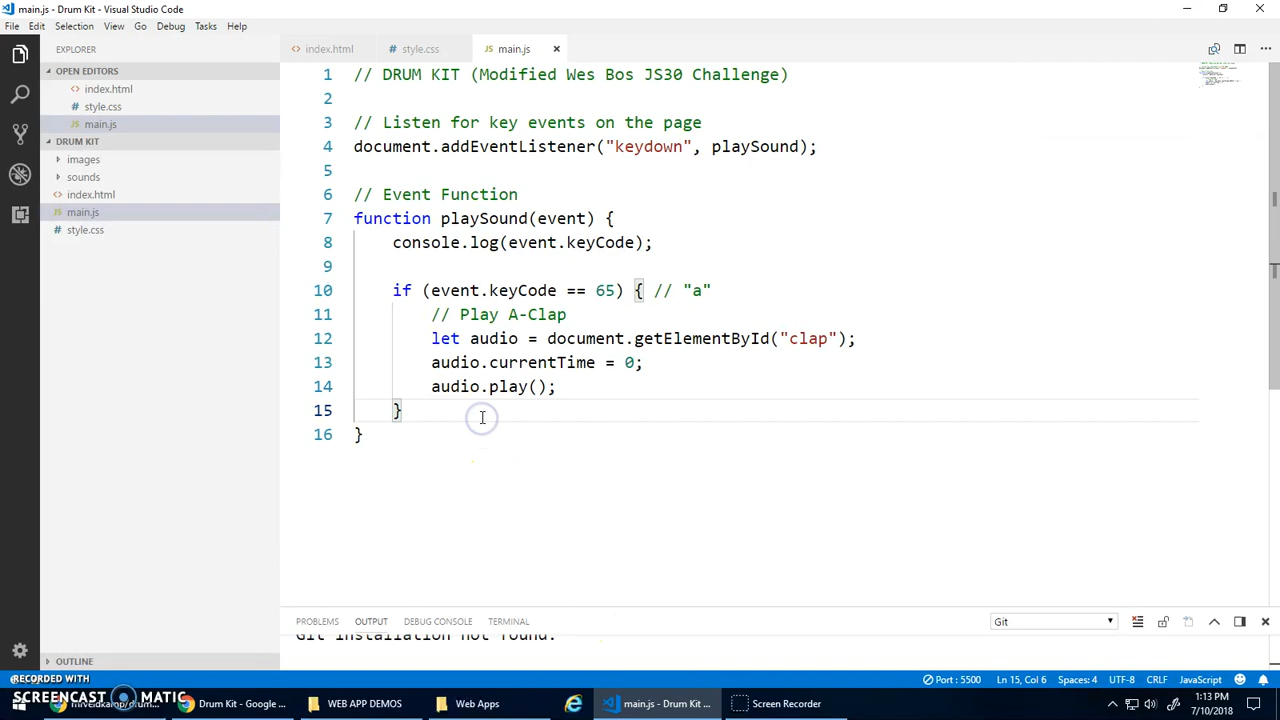 main.js - Drum Kit - Visual Studio Code
File Edit Selection View Go Debug Tasks Help
EXPLORER
OPEN EDITORS
index.html
style.css
main.js
DRUM KIT
images
sounds
index.html
main.js
style.css
OUTLINE
index.html style.css main.js
1 // DRUM KIT (Modified Wes Bos JS30 Challenge)
2
3 // Listen for key events on the page
4 document.addEventListener("keydown", playSound);
5
6 // Event Function
7 function playSound(event) {
8 console.log(event.keyCode);
9
10 if (event.keyCode == 65) { // "a"
11 // Play A-Clap
12 let audio = document.getElementById("clap");
13 audio.currentTime = 0;
14 audio.play();
15 }
16 }
PROBLEMS OUTPUT DEBUG CONSOLE TERMINAL Git
Git installation not found.
Port : 5500 Ln 15, Col 6 Spaces: 4 UTF-8 CRLF JavaScript
RECORDED WITH
SCREENCAST MATIC
Drum Kit - Google ... WEB APP DEMOS Web Apps main.js - Drum Kit ... Screen Recorder
1:13 PM
7/10/2018